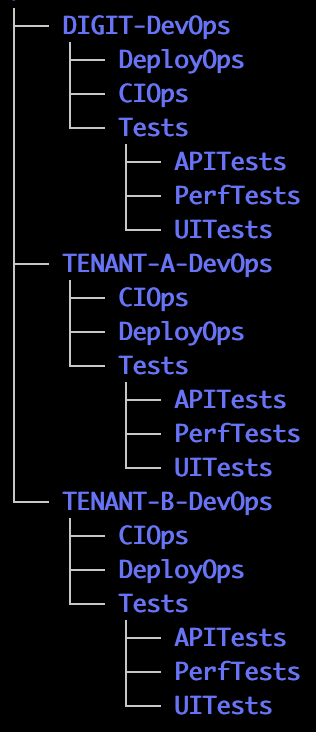 DIGIT-DevOps
DeployOps
CIOps
Tests
APITests
PerfTests
UITests
TENANT-A-DevOps
CIOps
DeployOps
Tests
APITests
PerfTests
UITests
TENANT-B-DevOps
CIOps
DeployOps
Tests
APITests
PerfTests
UITests